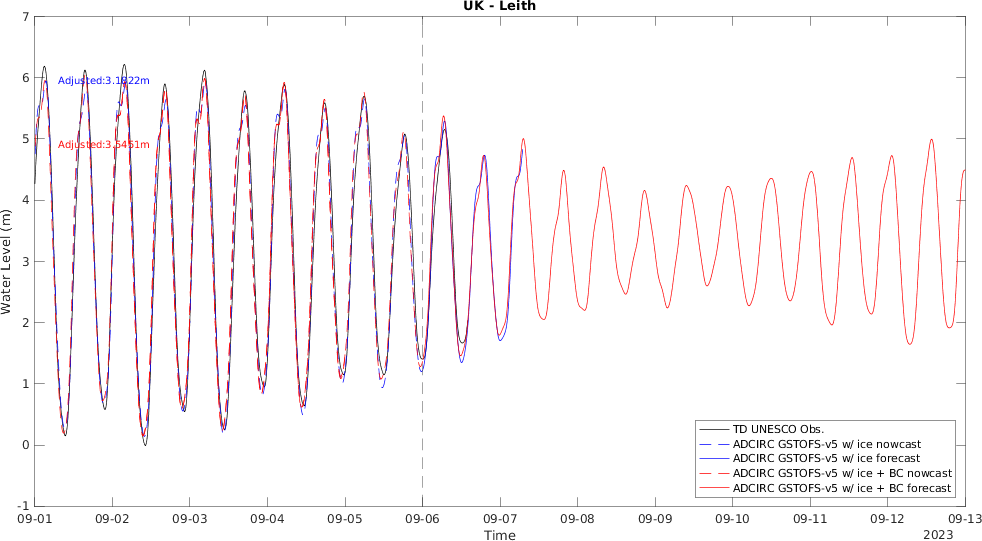 UK - Leith
7
6
5
4
3
2
1
0
-1
Water Level (m)
Adjusted:3.1822m
Adjusted:3.5451m
TD UNESCO Obs.
ADCIRC GSTOFS-v5 w/ ice nowcast
ADCIRC GSTOFS-v5 w/ ice forecast
ADCIRC GSTOFS-v5 w/ ice + BC nowcast
ADCIRC GSTOFS-v5 w/ ice + BC forecast
09-01 09-02 09-03 09-04 09-05 09-06 09-07 09-08 09-09 09-10 09-11 09-12 09-13
Time
2023